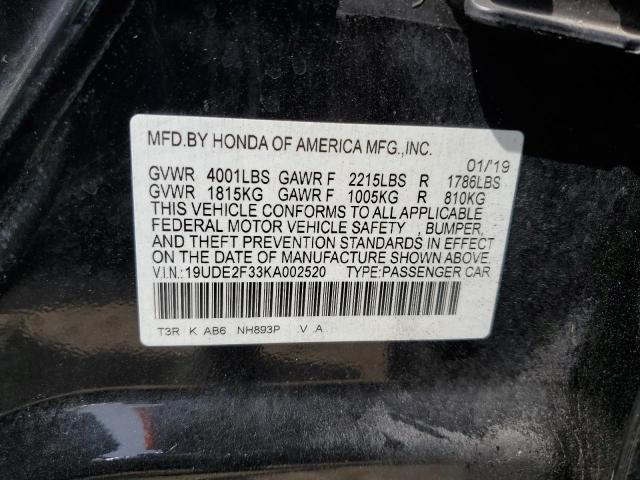 MFD.BY HONDA OF AMERICA MFG.,INC.
01/'19
GVWR 4001LBS GAWR F 2215LBS R 1786LBS
GVWR 1815KG GAWR F 1005KG R 810KG
THIS VEHICLE CONFORMS TO ALL APPLICABLE
FEDERAL MOTOR VEHICLE SAFETY , BUMPER,
AND THEFT PREVENTION STANDARDS IN EFFECT
ON THE DATE OF MANUFACTURE SHOWN ABOVE.
V.I.N.:19UDE2F33KA002520 TYPE:PASSENGER CAR
T3R K AB6 NH893P .V .A